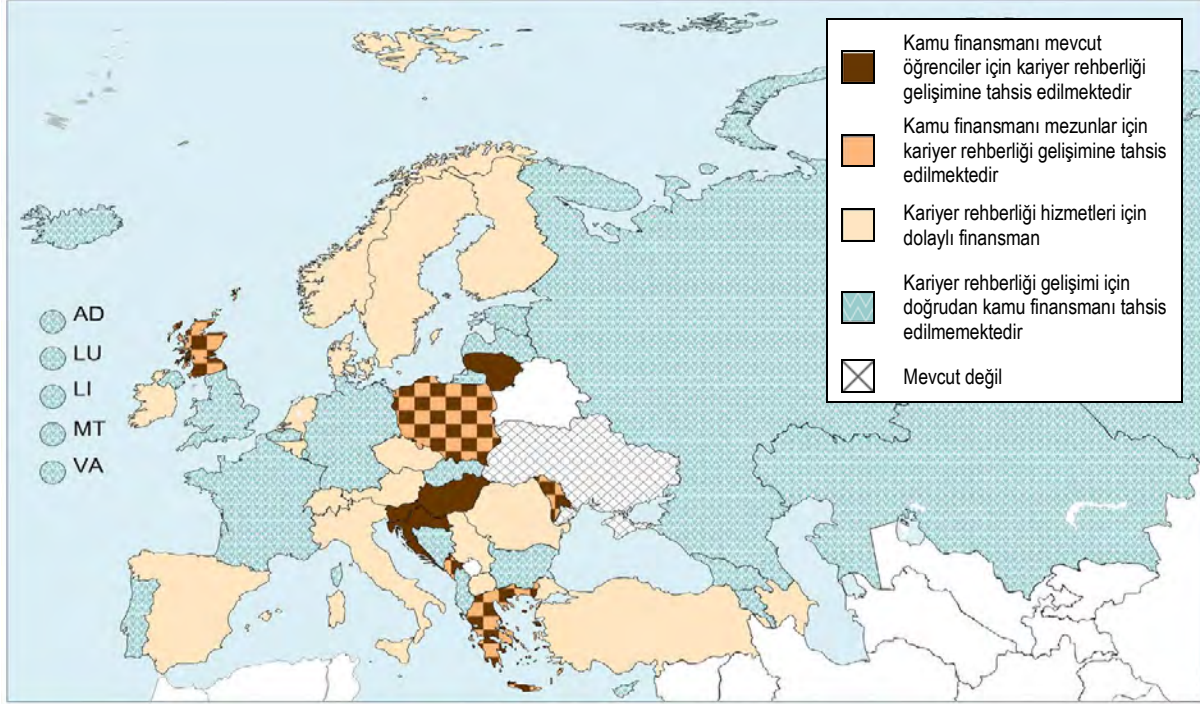 Kamu finansmanı mevcut
öğrenciler için kariyer rehberliği
gelişimine tahsis edilmektedir
Kamu finansmanı mezunlar için
kariyer rehberliği gelişimine tahsis
edilmektedir
Kariyer rehberliği hizmetleri için
dolaylı finansman
Kariyer rehberliği gelişimi için
doğrudan kamu finansmanı tahsis
edilmemektedir
Mevcut değil
AD
LU
LI
MT
VA